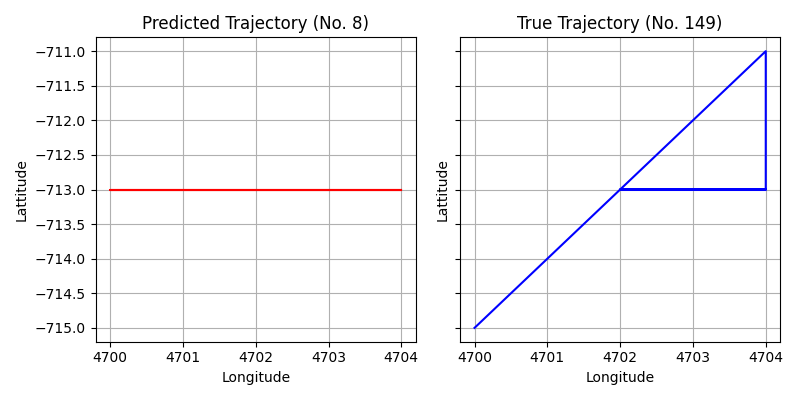 Predicted Trajectory (No. 8)
True Trajectory (No. 149)
−711.0
−711.5
−712.0
−712.5
−713.0
−713.5
−714.0
−714.5
−715.0
Lattitude
Lattitude
4700 4701 4702 4703 4704
4700 4701 4702 4703 4704
Longitude
Longitude